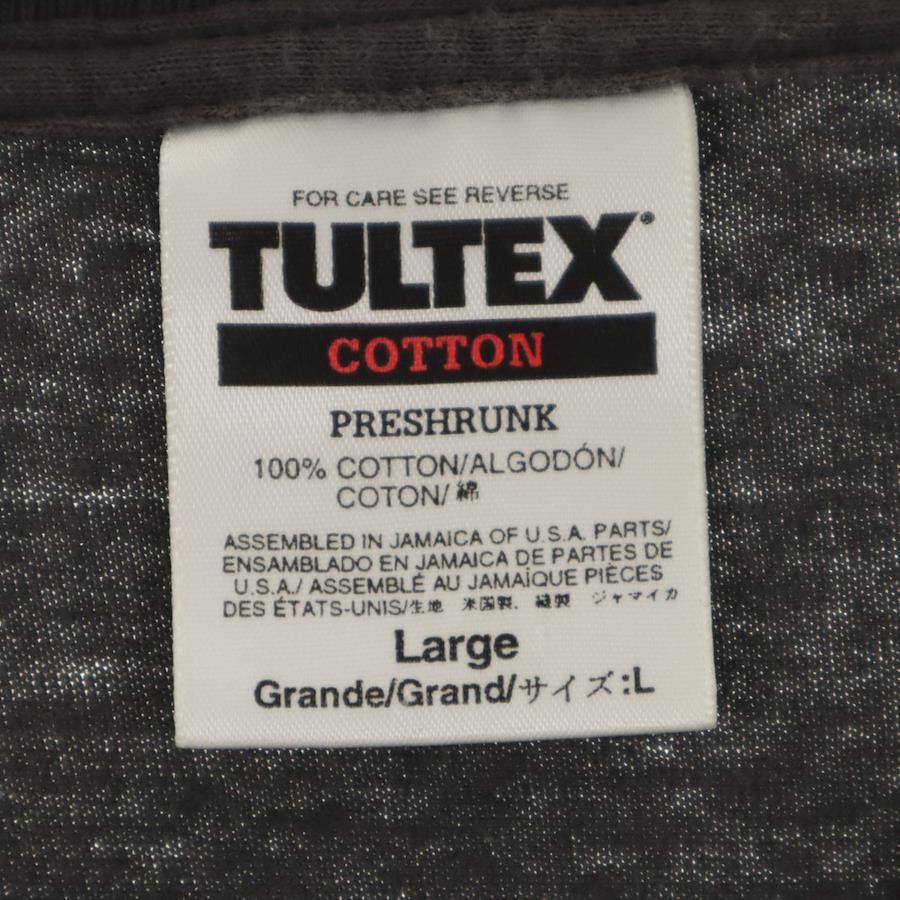 FOR CARE SEE REVERSE
TULTEX®
COTTON
PRESHRUNK
100% COTTON/ALGODÓN/
COTON/綿
ASSEMBLED IN JAMAICA OF U.S.A. PARTS/
ENSAMBLADO EN JAMAICA DE PARTES DE
U.S.A./ ASSEMBLÉ AU JAMAÏQUE PIÈCES
DES ÉTATS-UNIS/生地 米国製. 縫製 ジャマイカ
Large
Grande/Grand/サイズ:L